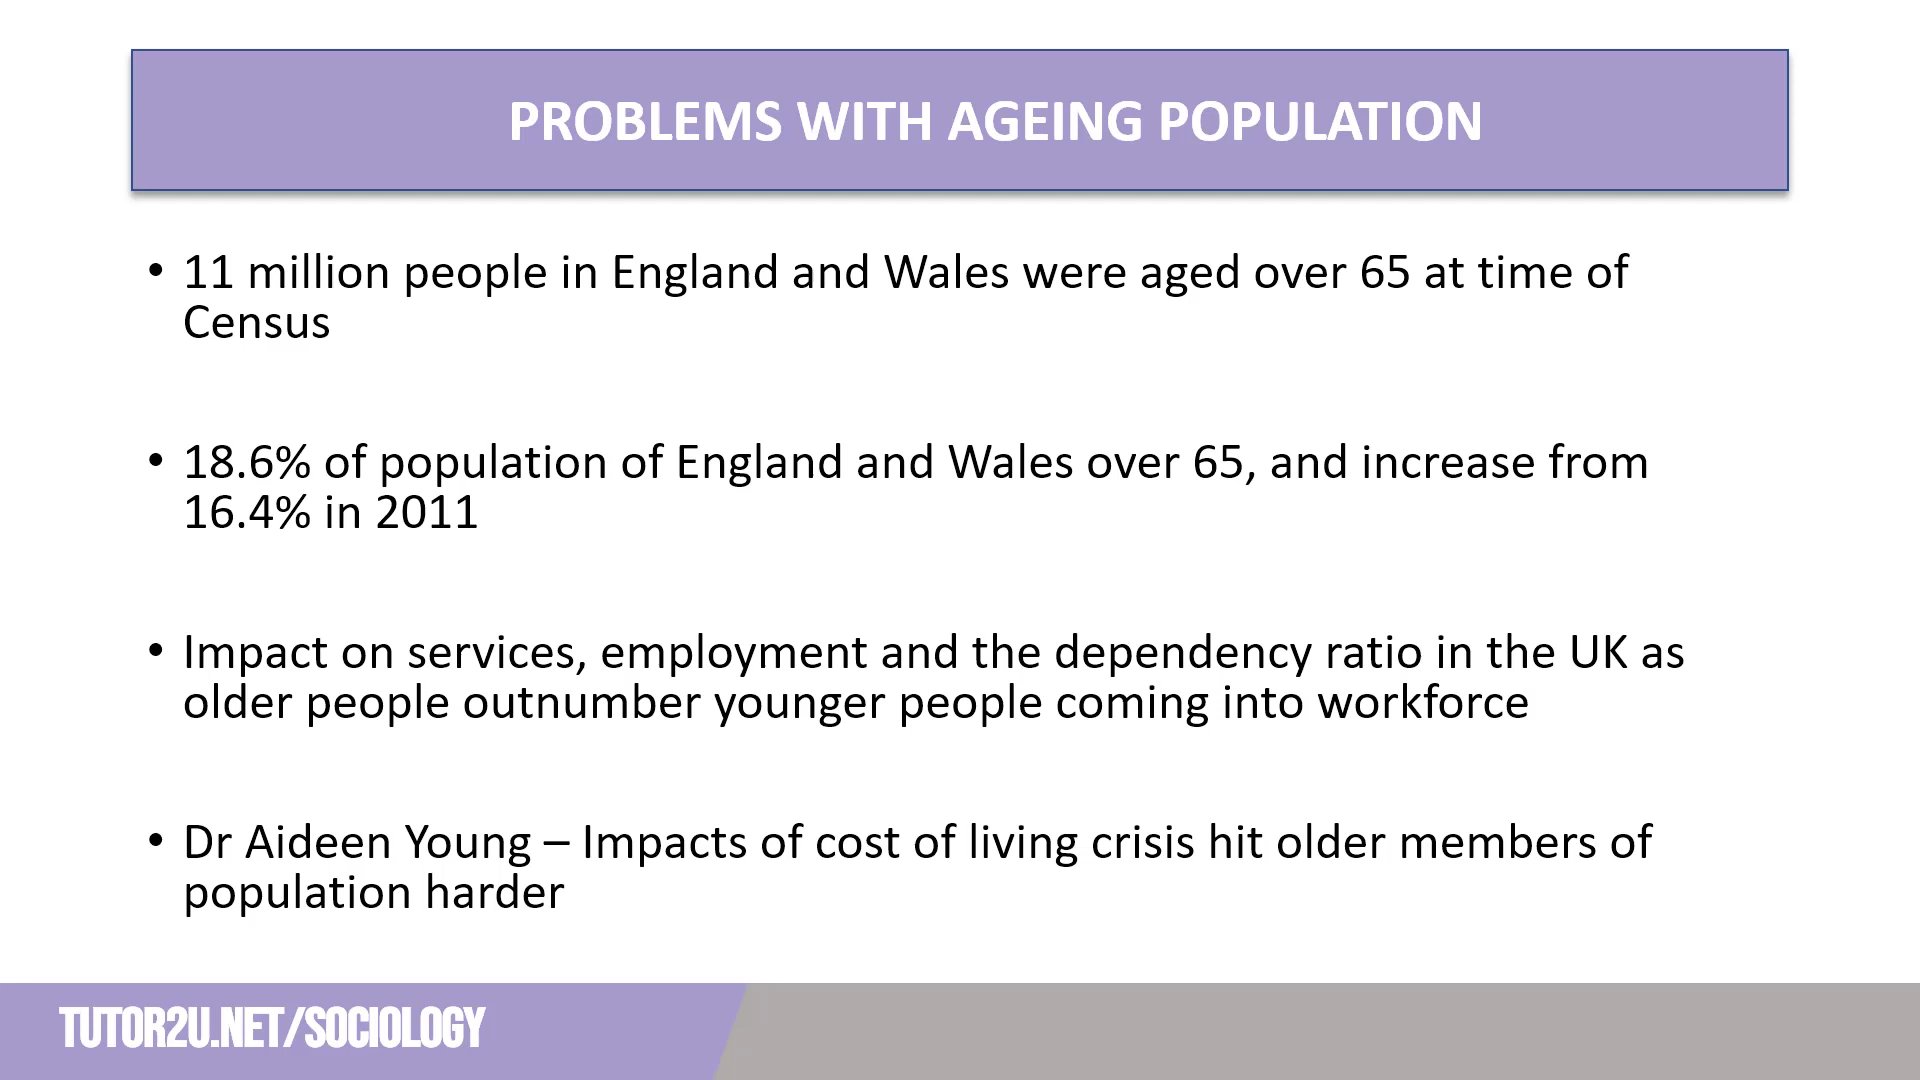 PROBLEMS WITH AGEING POPULATION
• 11 million people in England and Wales were aged over 65 at time of
Census
• 18.6% of population of England and Wales over 65, and increase from
16.4% in 2011
• Impact on services, employment and the dependency ratio in the UK as
older people outnumber younger people coming into workforce
• Dr Aideen Young – Impacts of cost of living crisis hit older members of
population harder
TUTOR2U.NET/SOCIOLOGY